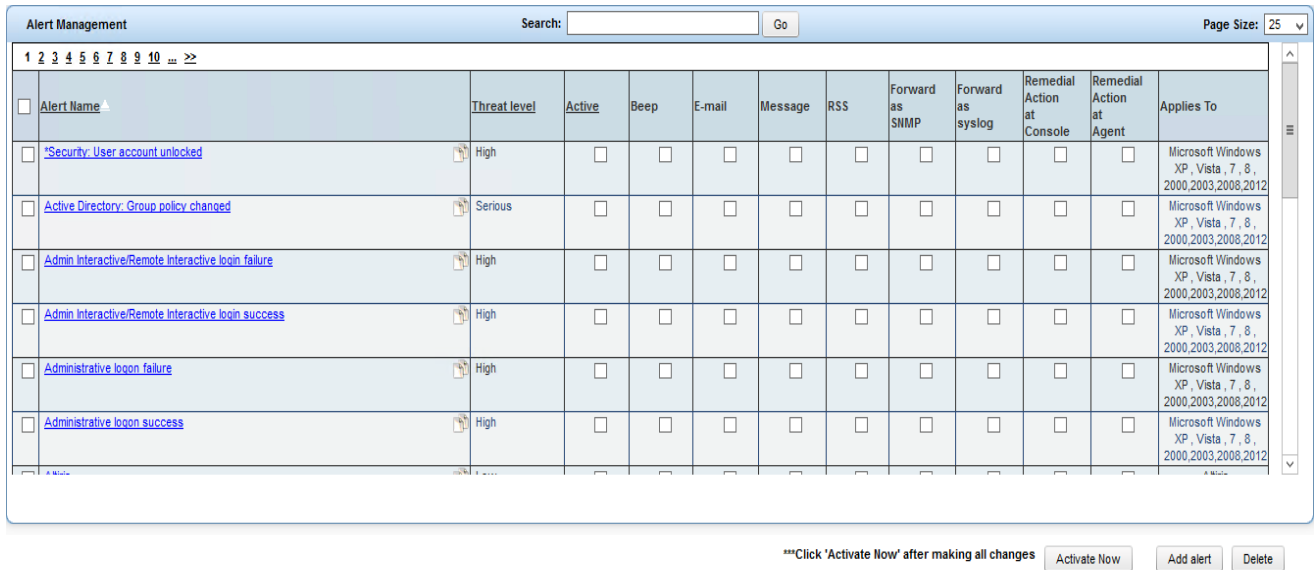 Alert Management Search: Go Page Size: 25
1 2 3 4 5 6 7 8 9 10 ... >>
Alert Name Threat level Active Beep E-mail Message RSS Forward as SNMP Forward as syslog Remedial Action at Console Remedial Action at Agent Applies To
*Security: User account unlocked High Microsoft Windows
XP , Vista , 7 , 8 ,
2000,2003,2008,2012
Active Directory: Group policy changed Serious Microsoft Windows
XP , Vista , 7 , 8 ,
2000,2003,2008,2012
Admin Interactive/Remote Interactive login failure High Microsoft Windows
XP , Vista , 7 , 8 ,
2000,2003,2008,2012
Admin Interactive/Remote Interactive login success High Microsoft Windows
XP , Vista , 7 , 8 ,
2000,2003,2008,2012
Administrative logon failure High Microsoft Windows
XP , Vista , 7 , 8 ,
2000,2003,2008,2012
Administrative logon success High Microsoft Windows
XP , Vista , 7 , 8 ,
2000,2003,2008,2012
***Click 'Activate Now' after making all changes Activate Now Add alert Delete